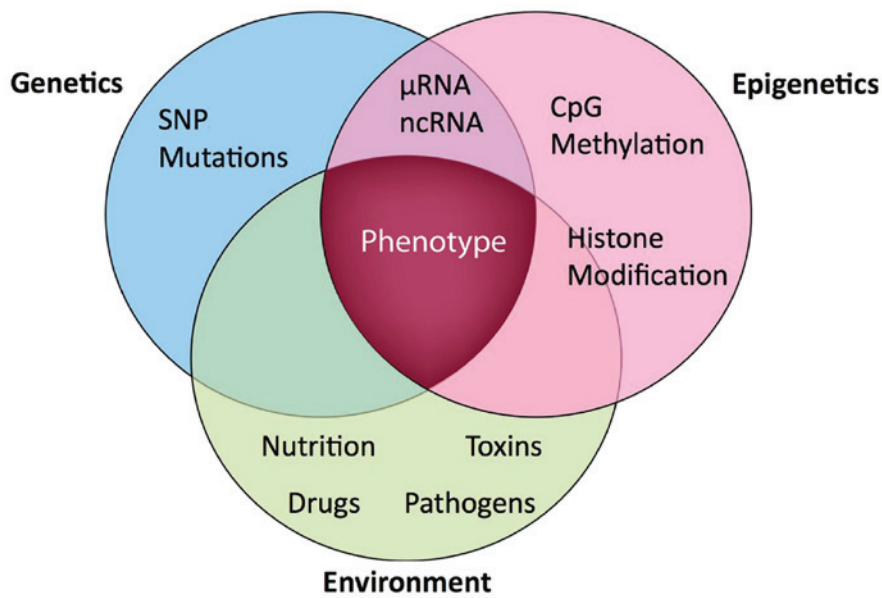 Genetics
Epigenetics
SNP
Mutations
µRNA
ncRNA
CpG
Methylation
Phenotype
Histone
Modification
Nutrition
Toxins
Drugs
Pathogens
Environment